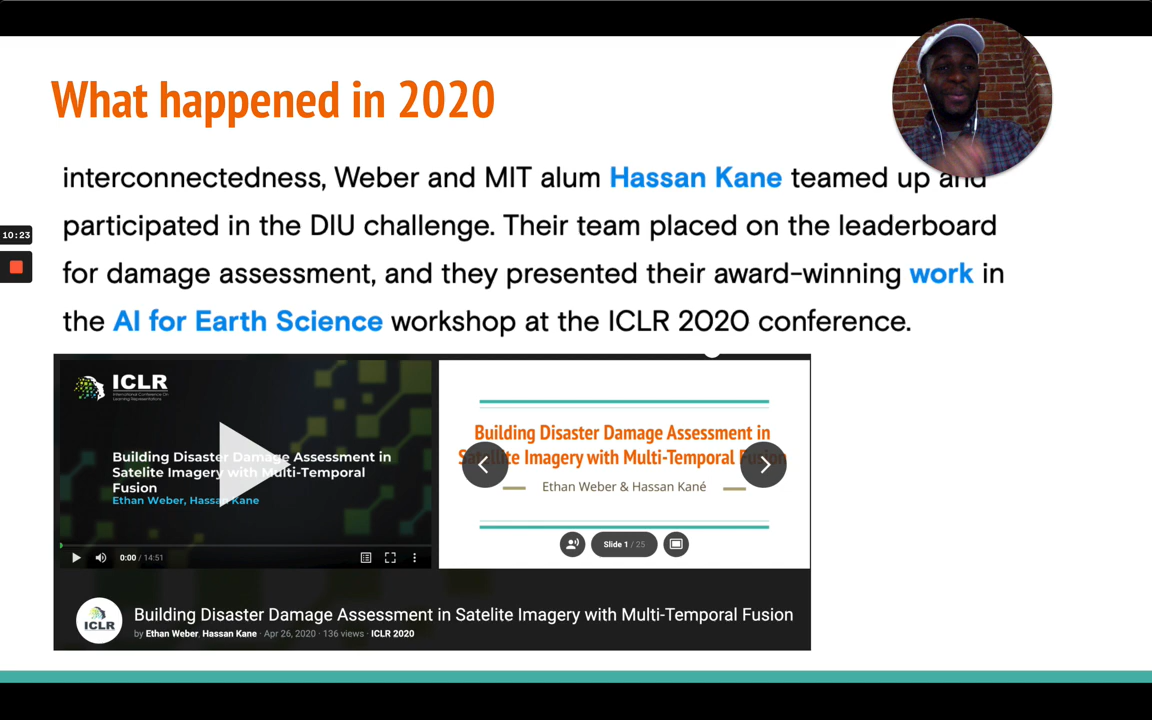 What happened in 2020
interconnectedness, Weber and MIT alum Hassan Kane teamed up and
10:23
participated in the DIU challenge. Their team placed on the leaderboard
for damage assessment, and they presented their award-winning work in
the AI for Earth Science workshop at the ICLR 2020 conference.
ICLR
International Conference On
Learning Representations
Building Disaster Damage Assessment in
Satelite Imagery with Multi-Temporal
Fusion
Ethan Weber, Hassan Kane
0:00 / 14:51
Building Disaster Damage Assessment in
Satellite Imagery with Multi-Temporal Fusion
Ethan Weber & Hassan Kané
Slide 1 / 25
ICLR
Building Disaster Damage Assessment in Satelite Imagery with Multi-Temporal Fusion
by Ethan Weber, Hassan Kane · Apr 26, 2020 · 136 views · ICLR 2020